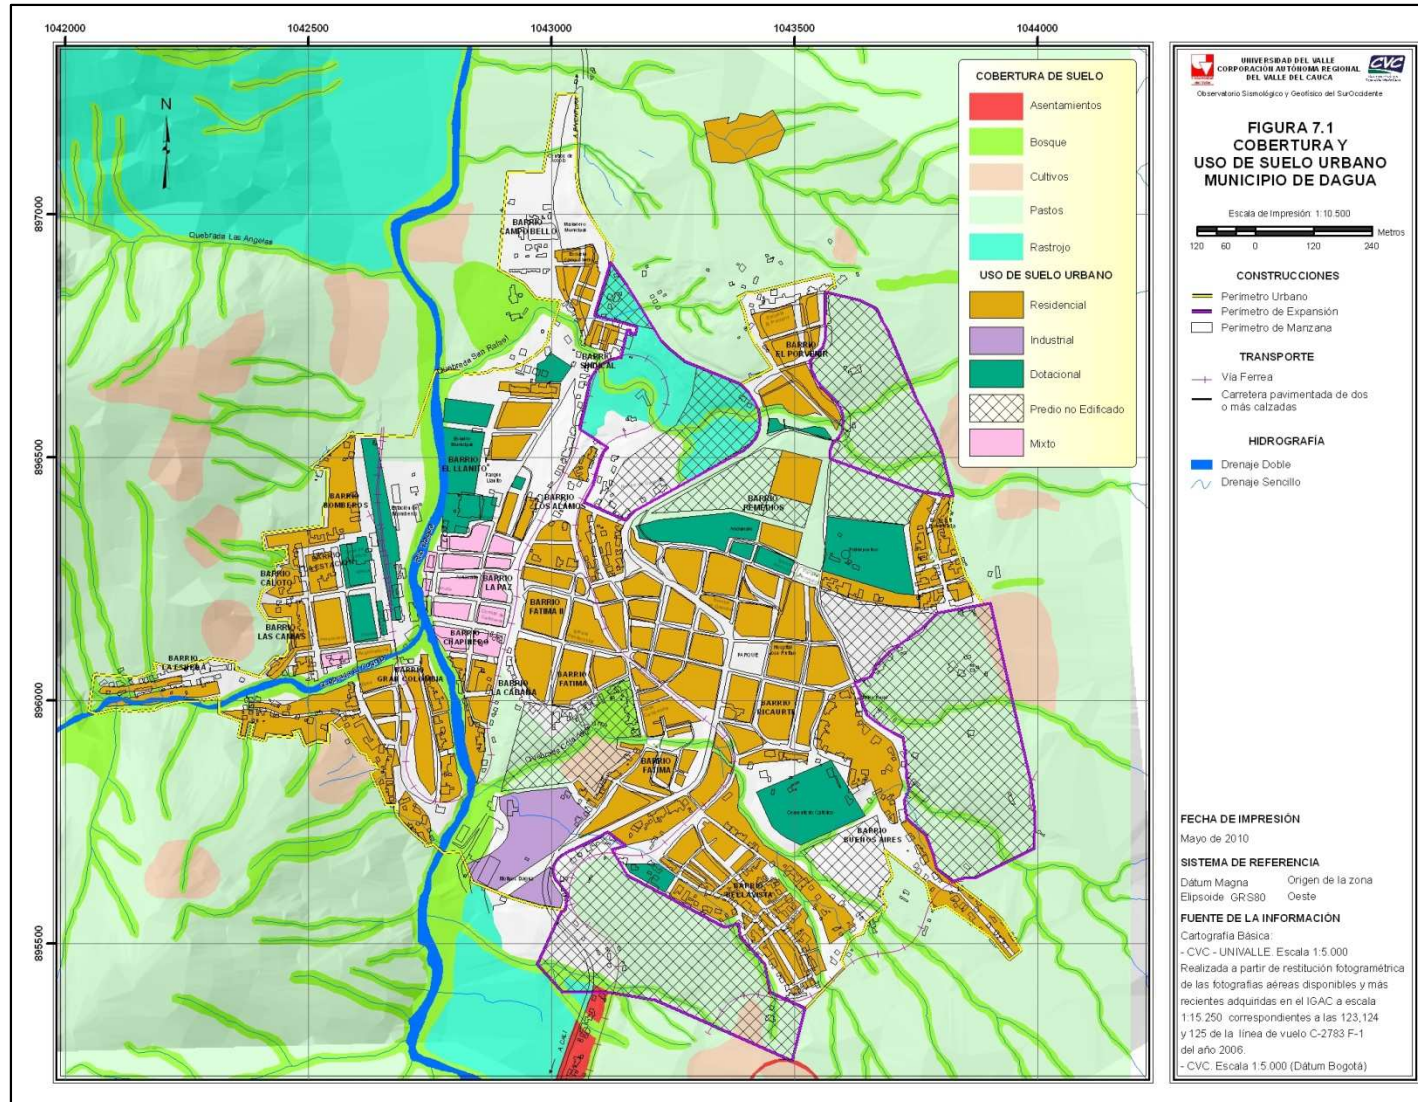 1042000
1042500
1043000
1043500
1044000
897000
896500
896000
895500
N
Quebrada Las Angelas
Quebrada San Rafael
BARRIO
CAMPO BELLO
BARRIO
SINDICAL
BARRIO
EL PORVENIR
BARRIO
EL LLANITO
BARRIO
BOMBEROS
BARRIO
LOS ALAMOS
BARRIO
REMEDIOS
BARRIO
CALOTO
BARRIO
LA PAZ
BARRIO
FATIMA II
BARRIO
CHAPINERO
BARRIO
LA CABAÑA
BARRIO
FATIMA
BARRIO
GRAN COLOMBIA
PARQUE
BARRIO
RICAURTE
BARRIO
FATIMA
BARRIO
BUENOS AIRES
BARRIO
BELLAVISTA
COBERTURA DE SUELO
Asentamientos
Bosque
Cultivos
Pastos
Rastrojo
USO DE SUELO URBANO
Residencial
Industrial
Dotacional
Predio no Edificado
Mixto
UNIVERSIDAD DEL VALLE
CORPORACIÓN AUTÓNOMA REGIONAL
DEL VALLE DEL CAUCA
CVC
Observatorio Sismológico y Geofísico del SurOccidente
FIGURA 7.1
COBERTURA Y
USO DE SUELO URBANO
MUNICIPIO DE DAGUA
Escala de Impresión: 1:10.500
Metros
120 60 0 120 240
CONSTRUCCIONES
Perímetro Urbano
Perímetro de Expansión
Perímetro de Manzana
TRANSPORTE
Vía Ferrea
Carretera pavimentada de dos
o más calzadas
HIDROGRAFÍA
Drenaje Doble
Drenaje Sencillo
FECHA DE IMPRESIÓN
Mayo de 2010
SISTEMA DE REFERENCIA
Dátum Magna Origen de la zona
Elipsoide GRS80 Oeste
FUENTE DE LA INFORMACIÓN
Cartografía Básica:
- CVC - UNIVALLE. Escala 1:5.000
Realizada a partir de restitución fotogramétrica
de las fotografías aéreas disponibles y más
recientes adquiridas en el IGAC a escala
1:15.250 correspondientes a las 123,124
y 125 de la línea de vuelo C-2783 F-1
del año 2006.
- CVC. Escala 1:5.000 (Dátum Bogotá)